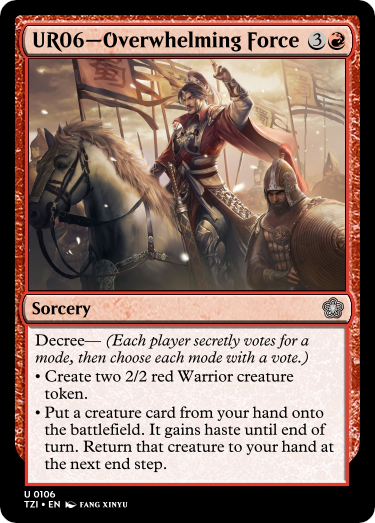 UR06—Overwhelming Force 3
Sorcery
Decree— (Each player secretly votes for a
mode, then choose each mode with a vote.)
• Create two 2/2 red Warrior creature
token.
• Put a creature card from your hand onto
the battlefield. It gains haste until end of
turn. Return that creature to your hand at
the next end step.
U 0106
TZI • EN FANG XINYU